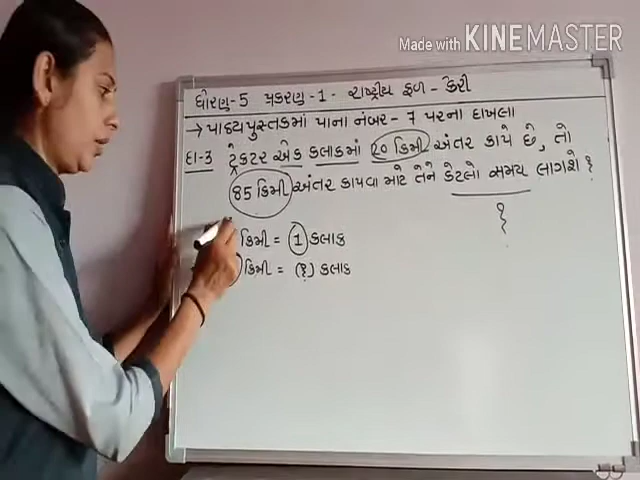 Made with KINEMASTER
ધોરણ-5 પ્રકરણ-1- રાષ્ટ્રીય ફળ - કેરી
→ પાઠ્યપુસ્તકમાં પાના નંબર - 7 પરના દાખલા
દા-3 ટ્રેકટર એક કલાકમાં 20 કિમી અંતર કાપે છે, તો
85 કિમી અંતર કાપવા માટે તેને કેટલો સમય લાગશે ?
?
કિમી = 1 કલાક
કિમી = (?) કલાક